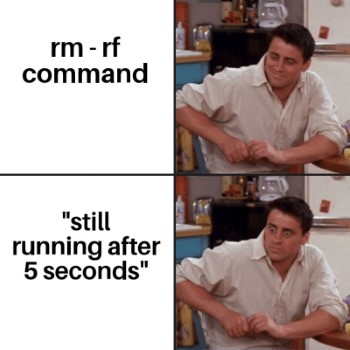 rm - rf
command
"still
running after
5 seconds"